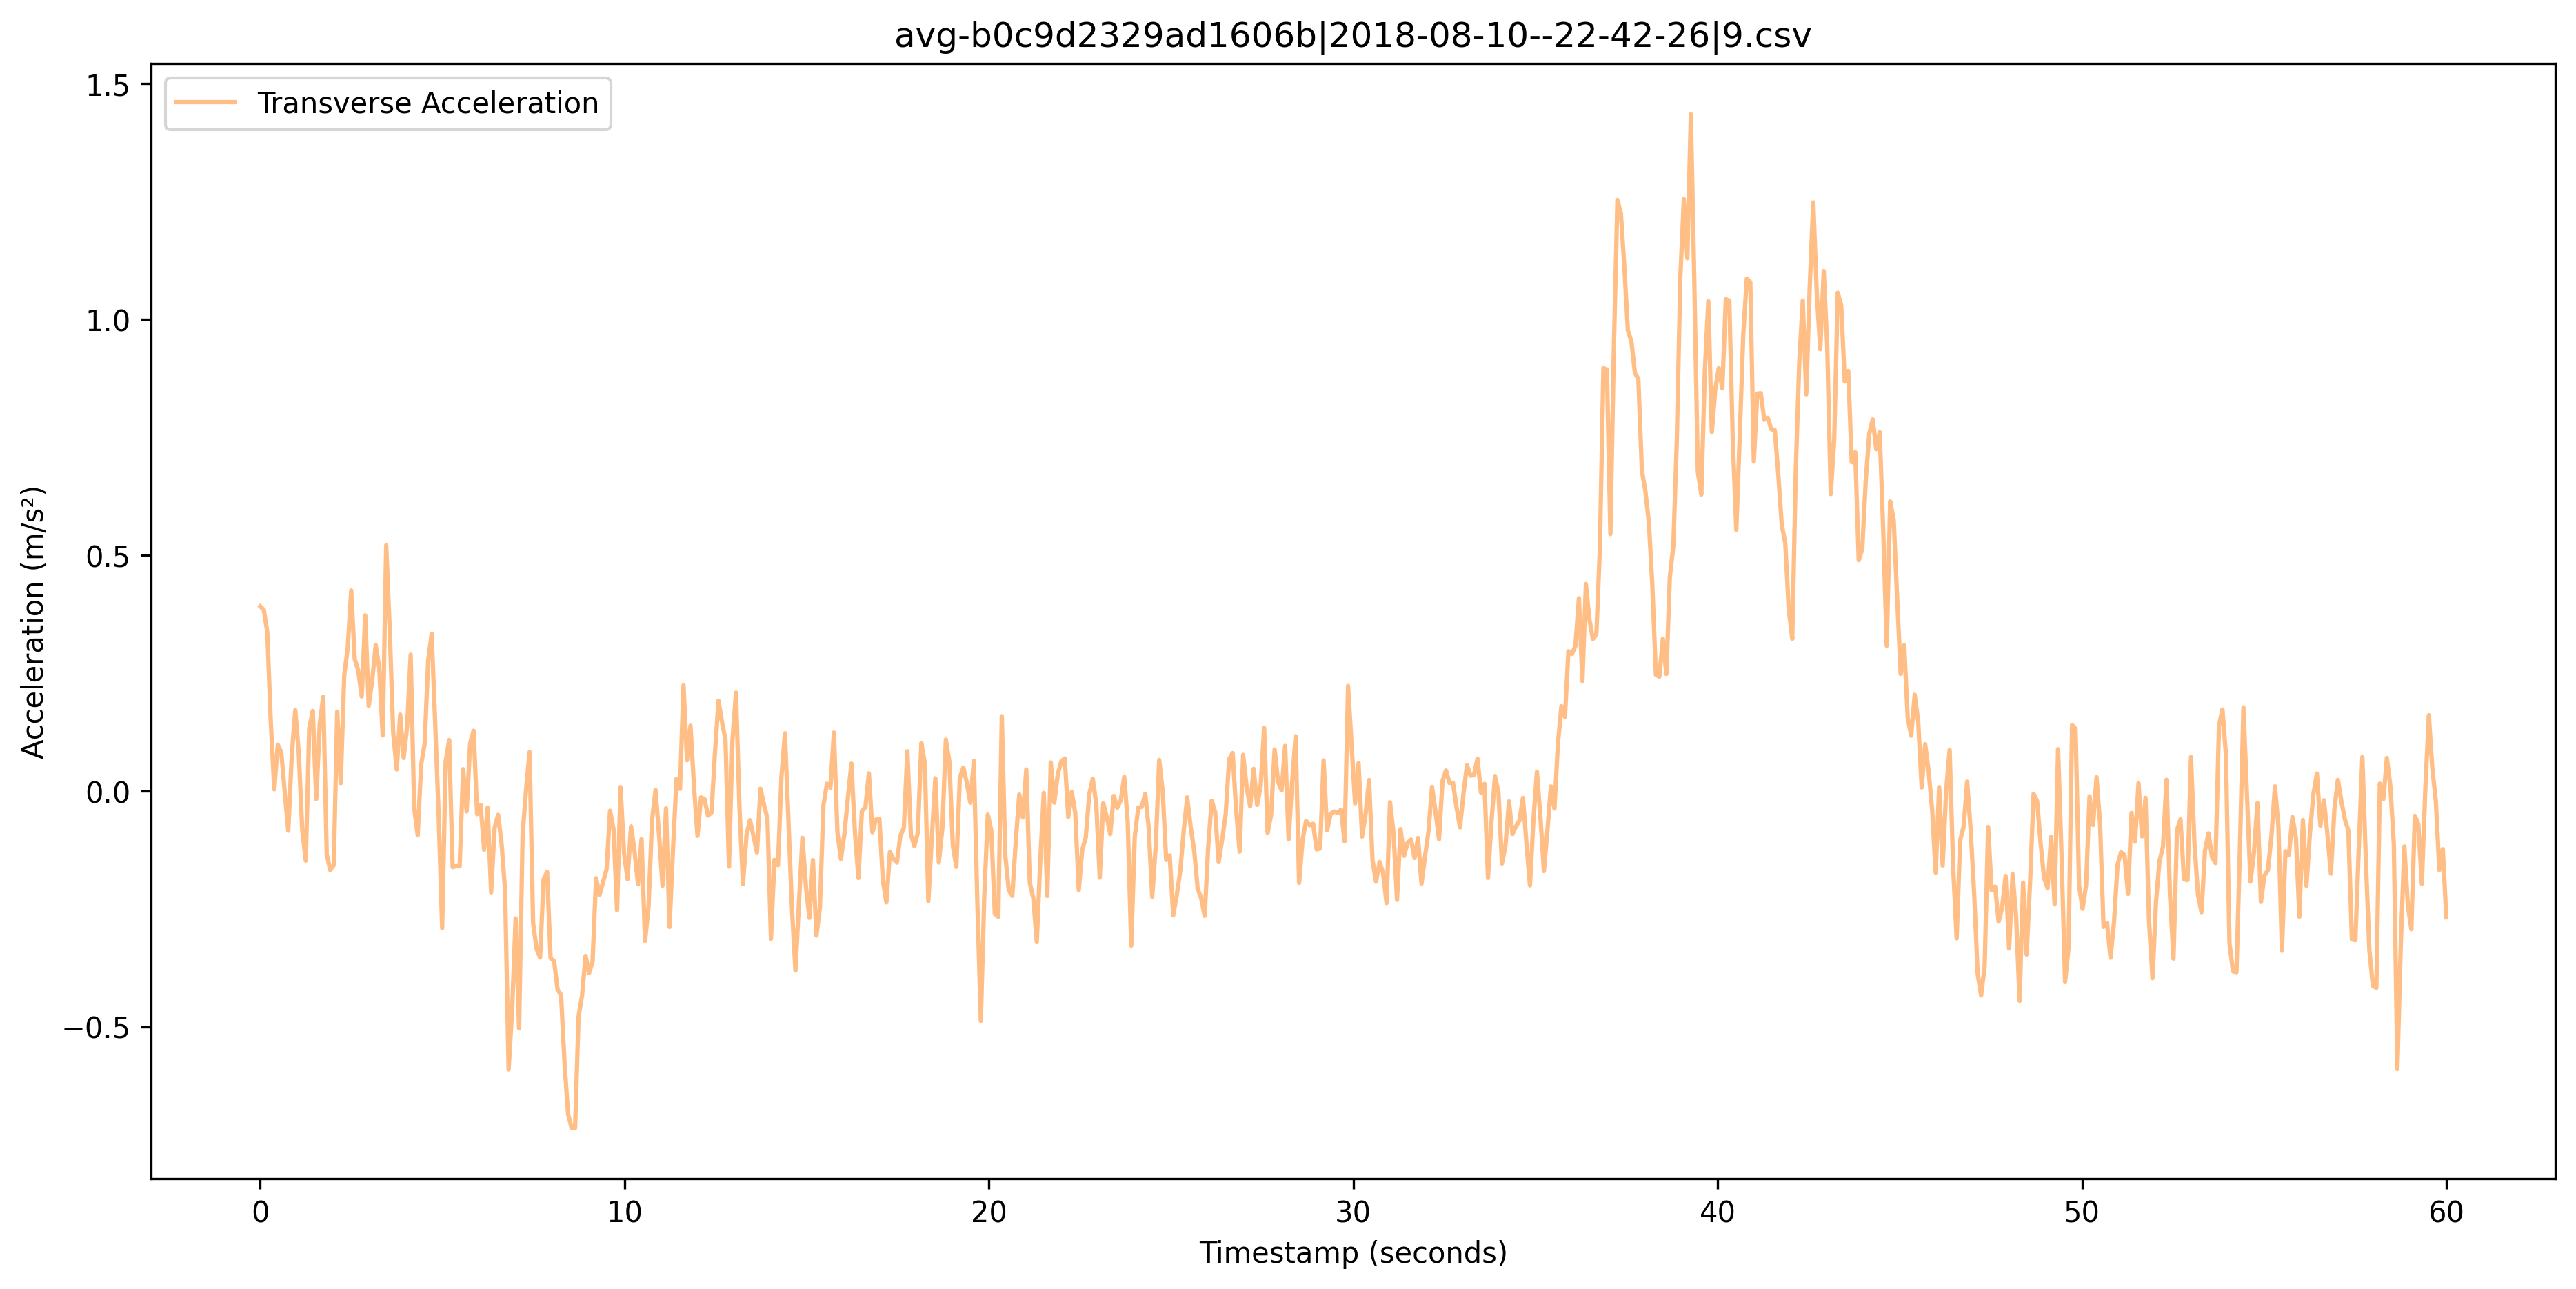 avg-b0c9d2329ad1606b|2018-08-10--22-42-26|9.csv
Transverse Acceleration
1.5
1.0
0.5
0.0
−0.5
Acceleration (m/s²)
0 10 20 30 40 50 60
Timestamp (seconds)